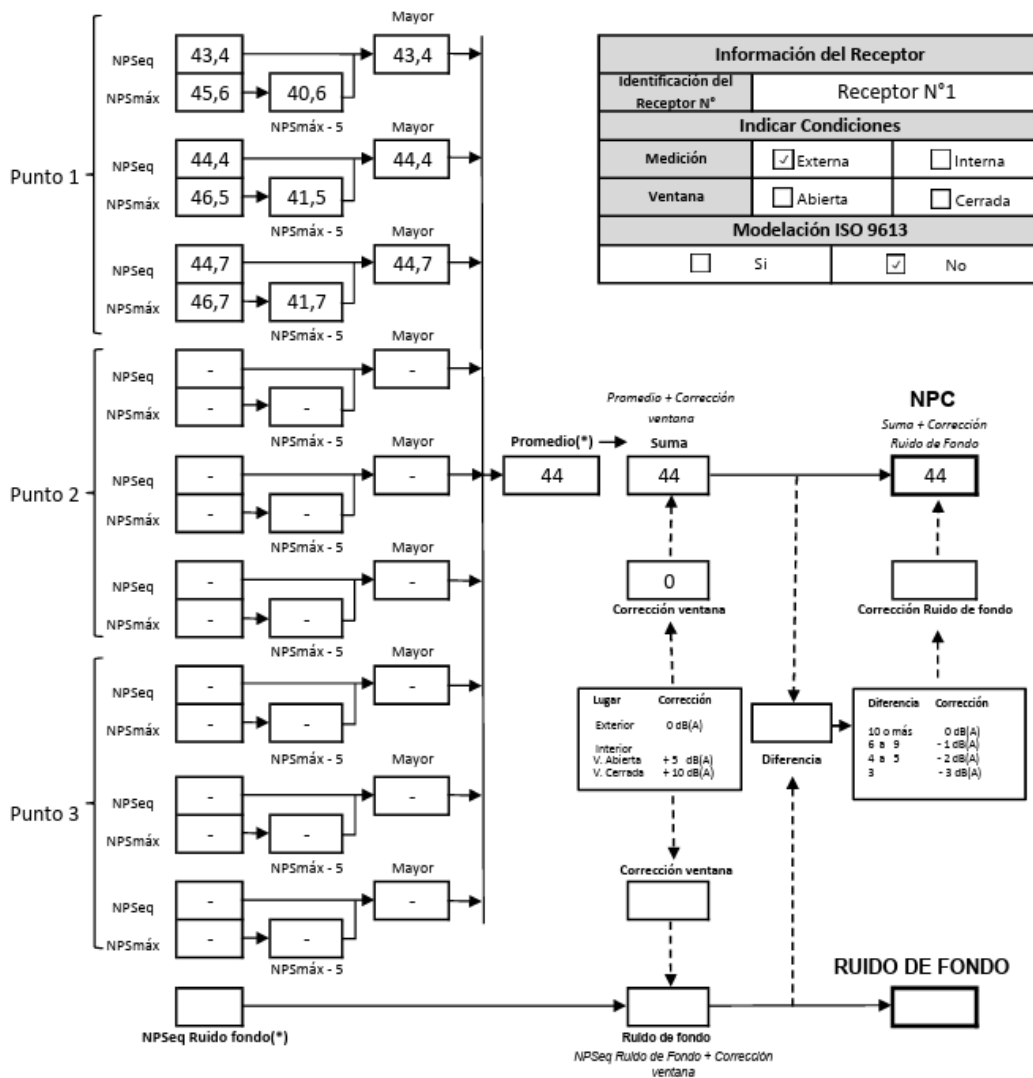 Mayor
NPSeq 43,4 43,4
NPSmáx 45,6 40,6
NPSmáx - 5
Mayor
Punto 1
NPSeq 44,4 44,4
NPSmáx 46,5 41,5
NPSmáx - 5
Mayor
NPSeq 44,7 44,7
NPSmáx 46,7 41,7
NPSmáx - 5
Mayor
NPSeq - -
NPSmáx - -
NPSmáx - 5
Mayor
Punto 2
NPSeq - -
NPSmáx - -
NPSmáx - 5
Mayor
NPSeq - -
NPSmáx - -
NPSmáx - 5
Mayor
NPSeq - -
NPSmáx - -
NPSmáx - 5
Mayor
Punto 3
NPSeq - -
NPSmáx - -
NPSmáx - 5
Mayor
NPSeq - -
NPSmáx - -
NPSmáx - 5
NPSeq Ruido fondo(*)
Información del Receptor
Identificación del
Receptor N°
Receptor N°1
Indicar Condiciones
Medición ✓ Externa Interna
Ventana Abierta Cerrada
Modelación ISO 9613
Si ✓ No
Promedio(*)
44
Promedio + Corrección
ventana
Suma
44
0
Corrección ventana
NPC
Suma + Corrección
Ruido de Fondo
44
Corrección Ruido de fondo
Lugar Corrección
Exterior 0 dB(A)
Interior
V. Abierta + 5 dB(A)
V. Cerrada + 10 dB(A)
Diferencia
Diferencia Corrección
10 o más 0 dB(A)
6 a 9 - 1 dB(A)
4 a 5 - 2 dB(A)
3 - 3 dB(A)
Corrección ventana
Ruido de fondo
NPSeq Ruido de Fondo + Corrección
ventana
RUIDO DE FONDO